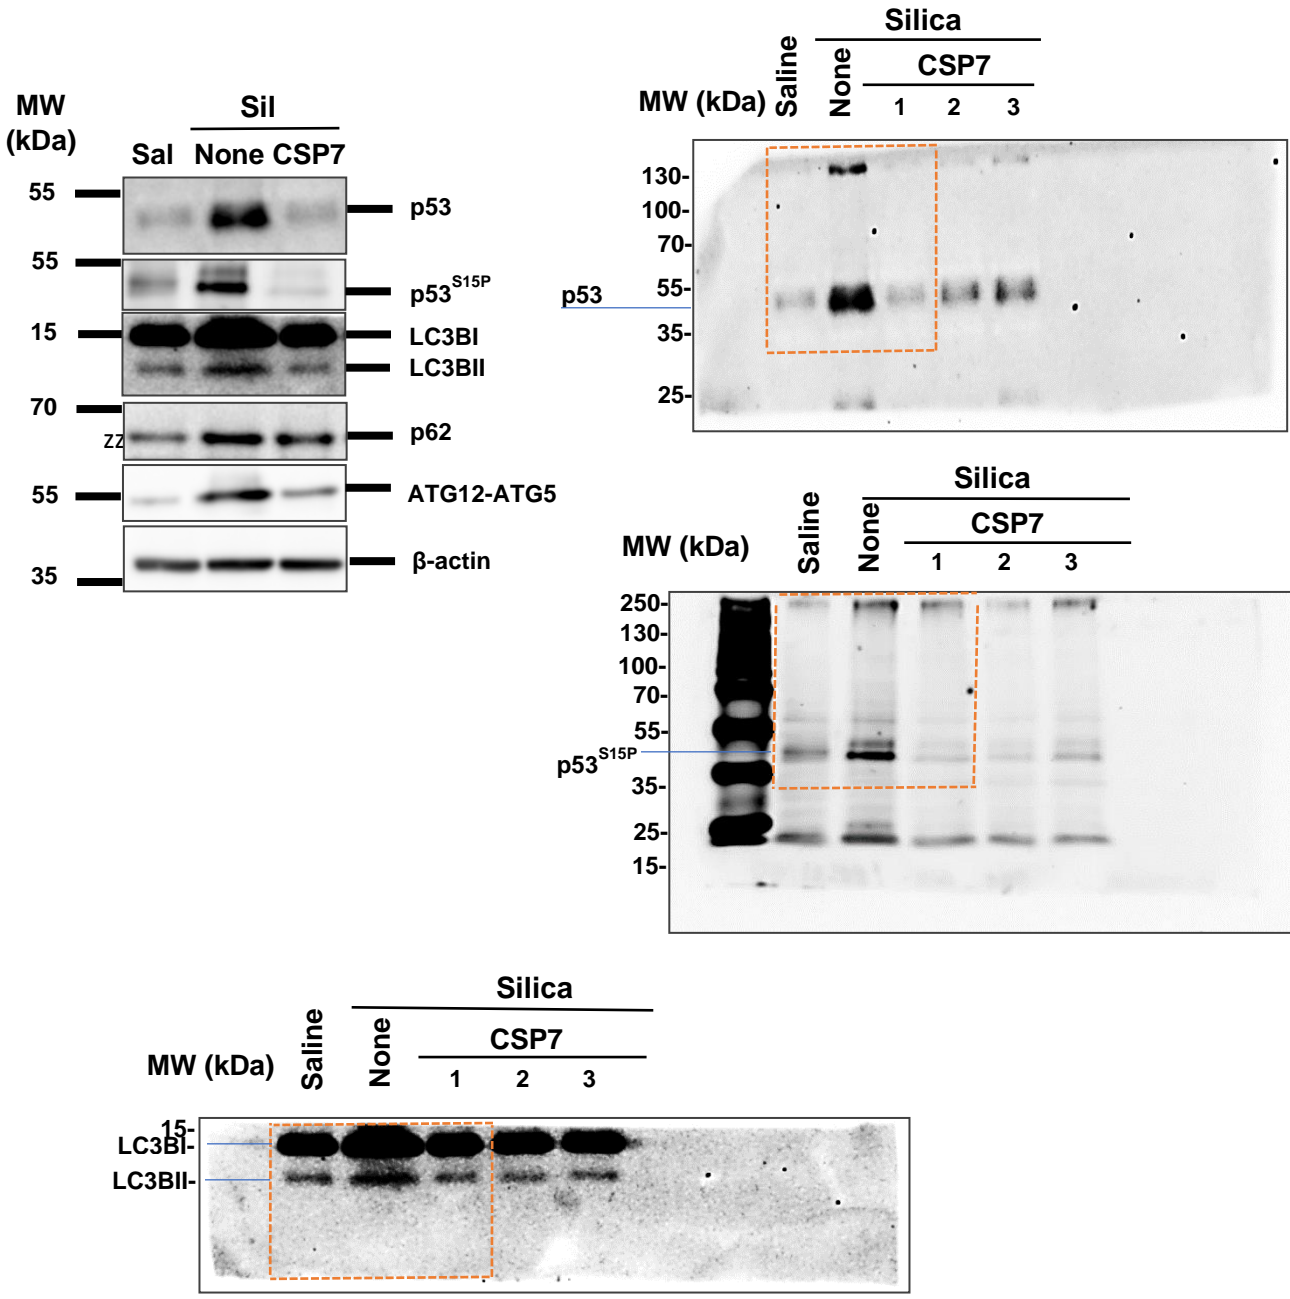 MW
(kDa)
Sil
Sal None CSP7
55
p53
55
p53S15P
15
LC3BI
LC3BII
70
zz
p62
55
ATG12-ATG5
β-actin
35
Silica
CSP7
MW (kDa) Saline None 1 2 3
130-
100-
70-
55-
p53
35-
25-
Silica
CSP7
MW (kDa) Saline None 1 2 3
250-
130-
100-
70-
55-
p53S15P
35-
25-
15-
Silica
CSP7
MW (kDa) Saline None 1 2 3
15-
LC3BI-
LC3BII-